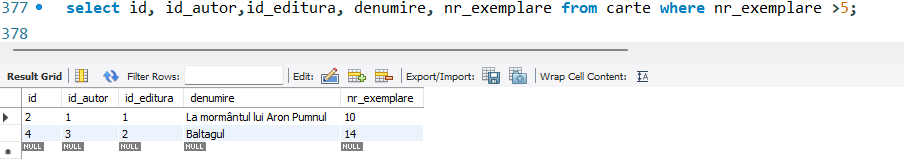 377 select id, id_autor,id_editura, denumire, nr_exemplare from carte where nr_exemplare >5;
378
Result Grid Filter Rows: Edit: Export/Import: Wrap Cell Content:
id id_autor id_editura denumire nr_exemplare
2 1 1 La mormântul lui Aron Pumnul 10
4 3 2 Baltagul 14
NULL NULL NULL NULL NULL